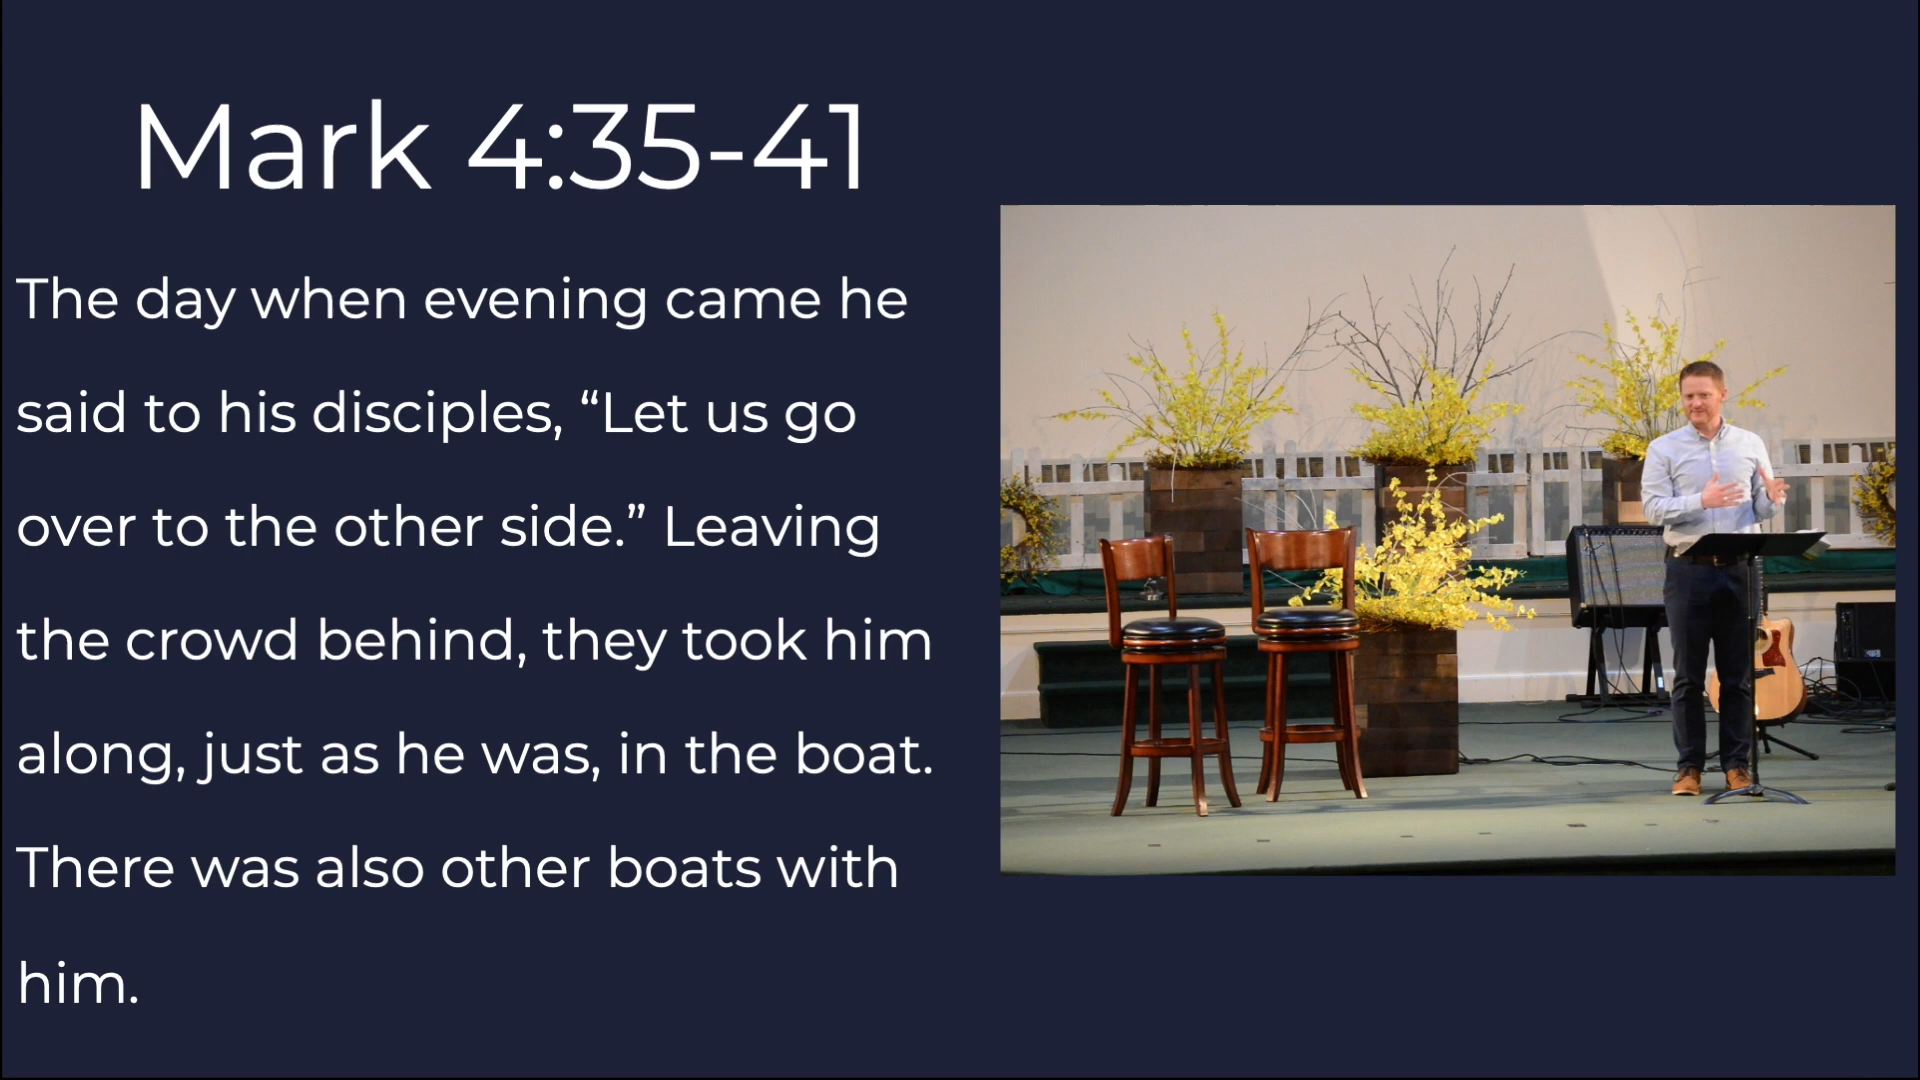 Mark 4:35-41
The day when evening came he
said to his disciples, “Let us go
over to the other side.” Leaving
the crowd behind, they took him
along, just as he was, in the boat.
There was also other boats with
him.